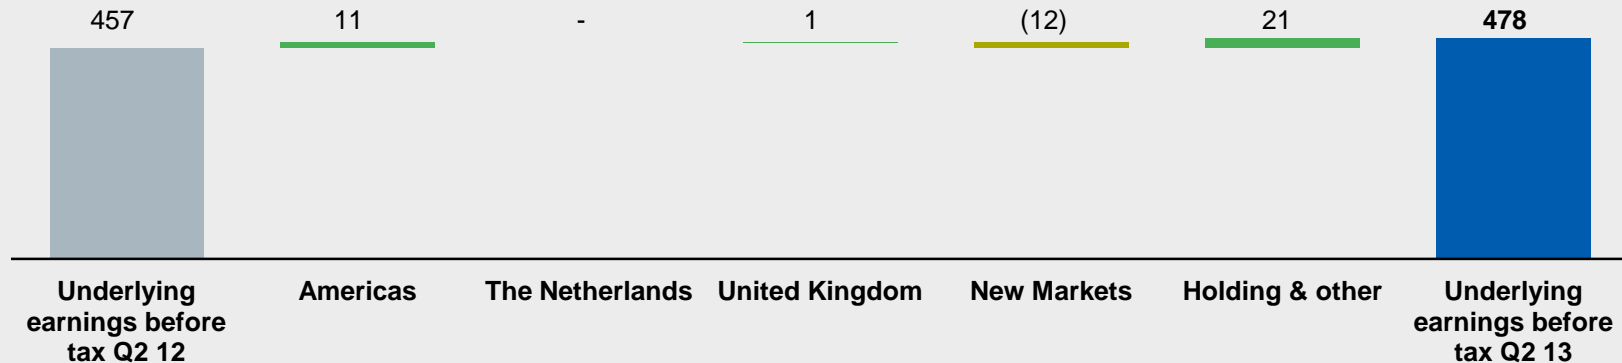 457 11 - 1 (12) 21 478
Underlying
earnings before
tax Q2 12
Americas
The Netherlands
United Kingdom
New Markets
Holding & other
Underlying
earnings before
tax Q2 13